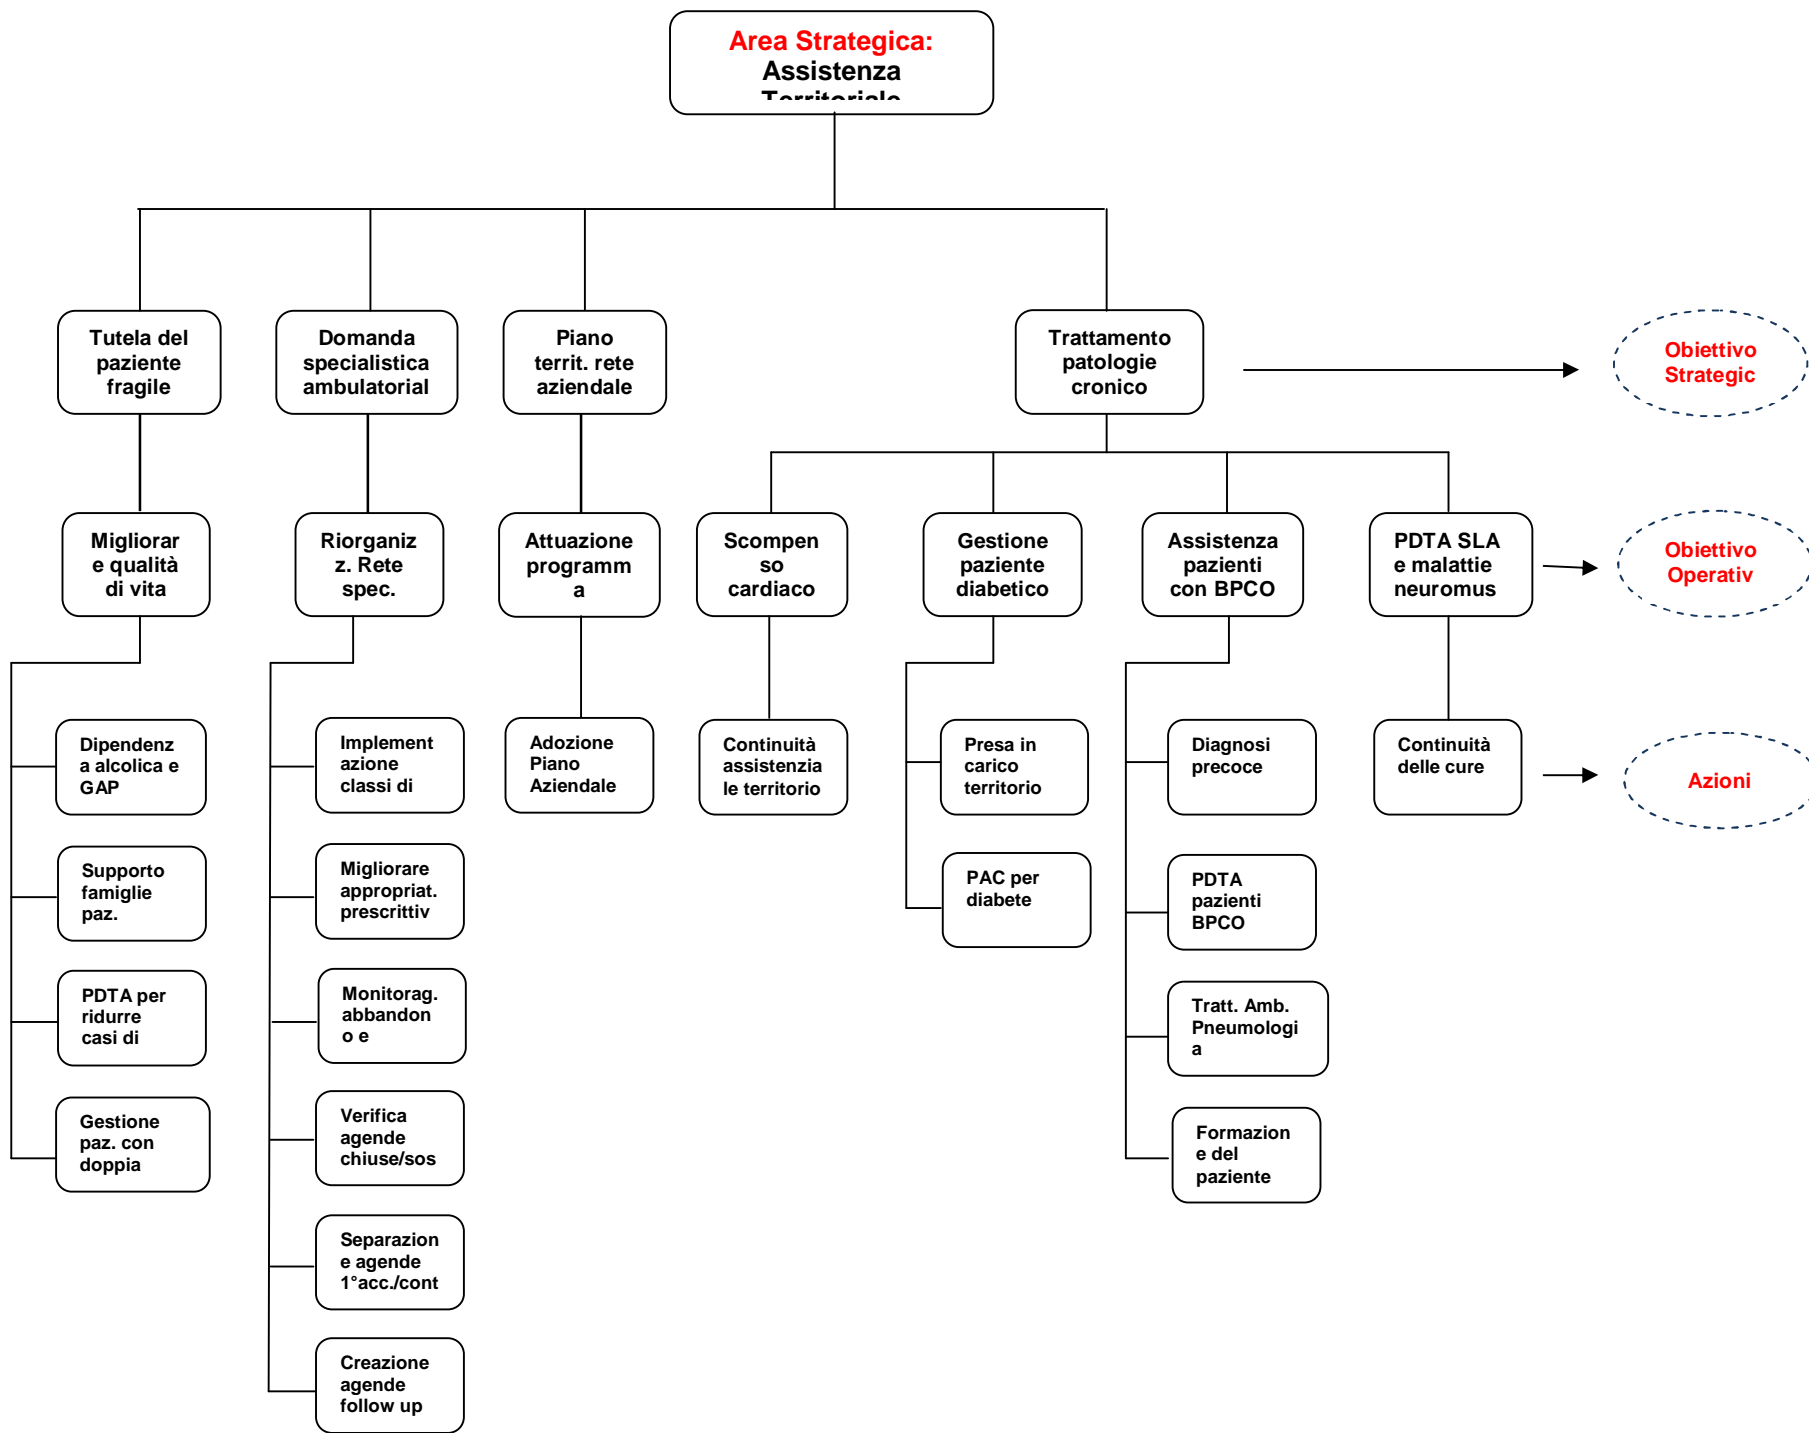 Area Strategica:
Assistenza
Territoriale
Tutela del
paziente
fragile
Domanda
specialistica
ambulatorial
Piano
territ. rete
aziendale
Trattamento
patologie
cronico
Obiettivo
Strategic
Migliorar
e qualità
di vita
Riorganiz
z. Rete
spec.
Attuazione
programm
a
Scompen
so
cardiaco
Gestione
paziente
diabetico
Assistenza
pazienti
con BPCO
PDTA SLA
e malattie
neuromus
Obiettivo
Operativ
Dipendenz
a alcolica e
GAP
Implement
azione
classi di
Adozione
Piano
Aziendale
Continuità
assistenzia
le territorio
Presa in
carico
territorio
Diagnosi
precoce
Continuità
delle cure
Azioni
Supporto
famiglie
paz.
Migliorare
appropriat.
prescrittiv
PAC per
diabete
PDTA
pazienti
BPCO
PDTA per
ridurre
casi di
Monitorag.
abbandon
o e
Tratt. Amb.
Pneumologi
a
Gestione
paz. con
doppia
Verifica
agende
chiuse/sos
Formazion
e del
paziente
Separazion
e agende
1°acc./cont
Creazione
agende
follow up